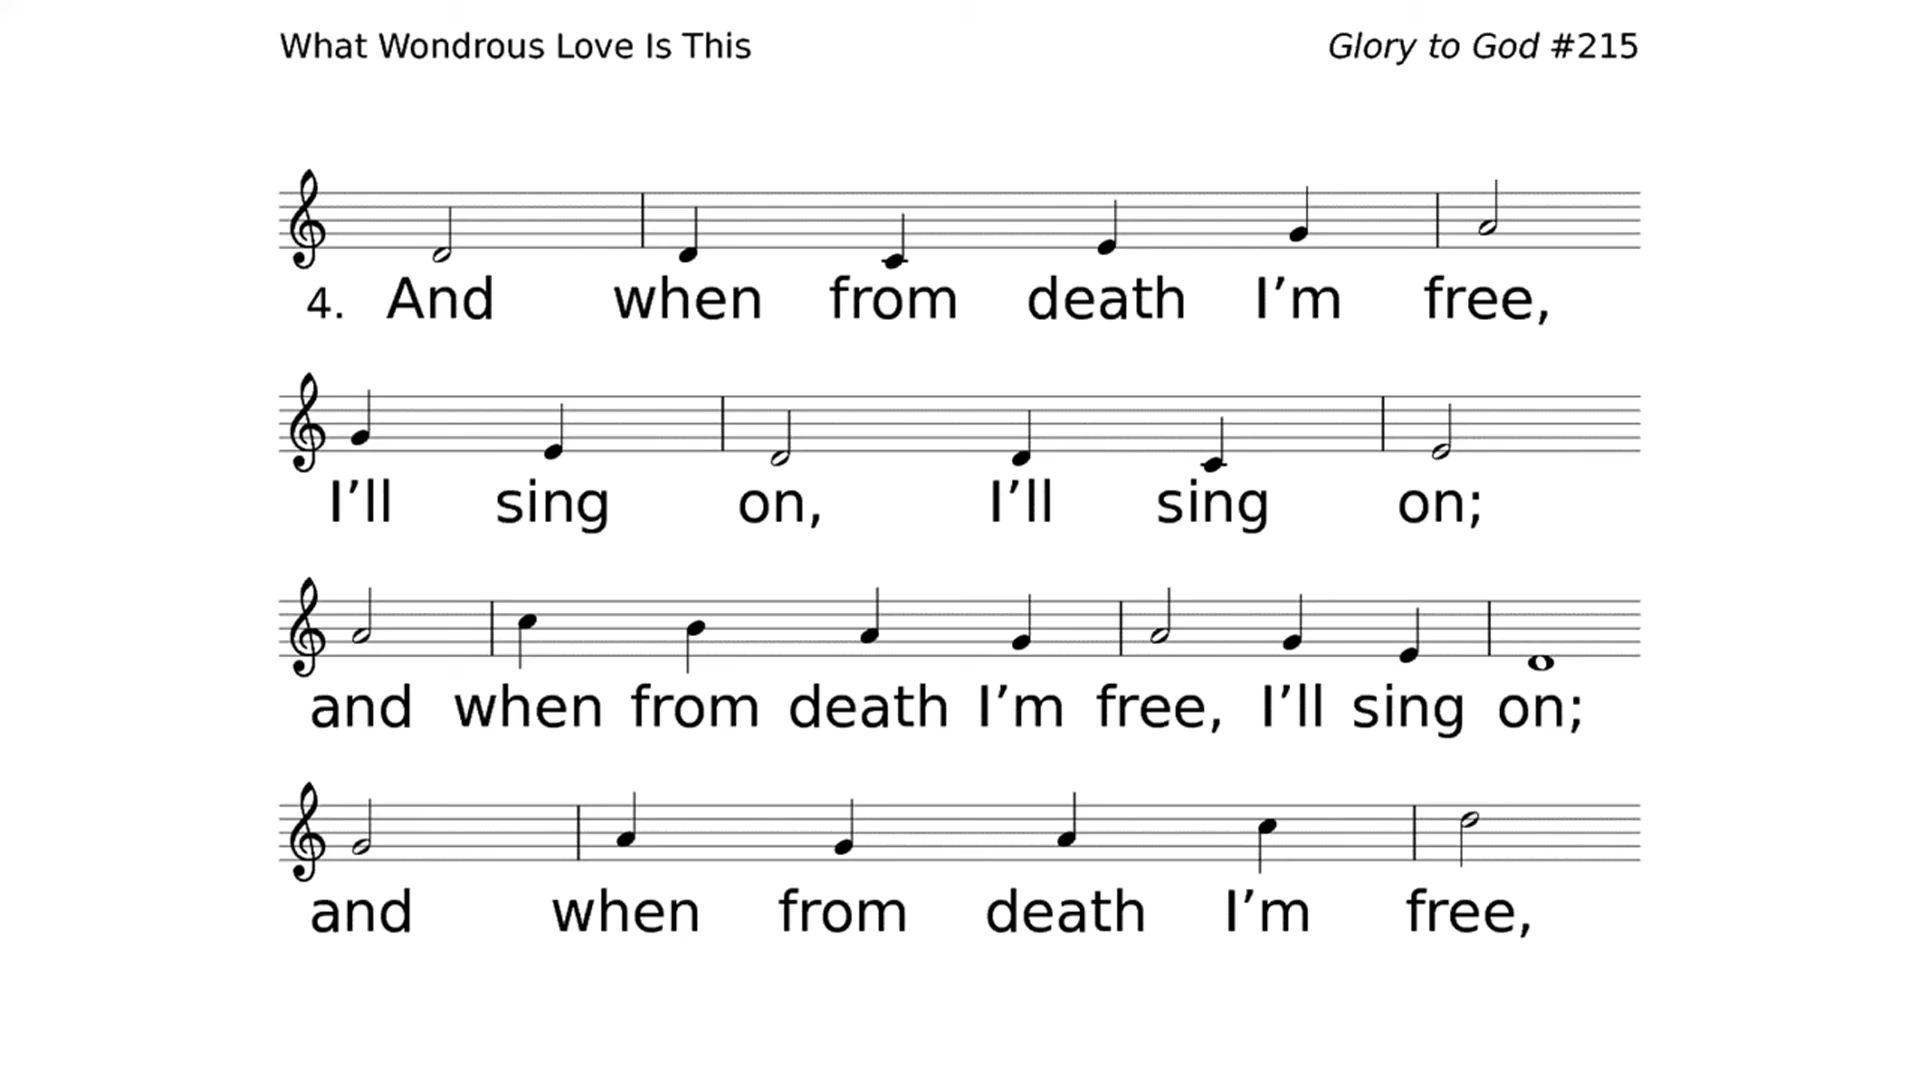 What Wondrous Love Is This Glory to God #215
4. And when from death I’m free,
I’ll sing on, I’ll sing on;
and when from death I’m free, I’ll sing on;
and when from death I’m free,